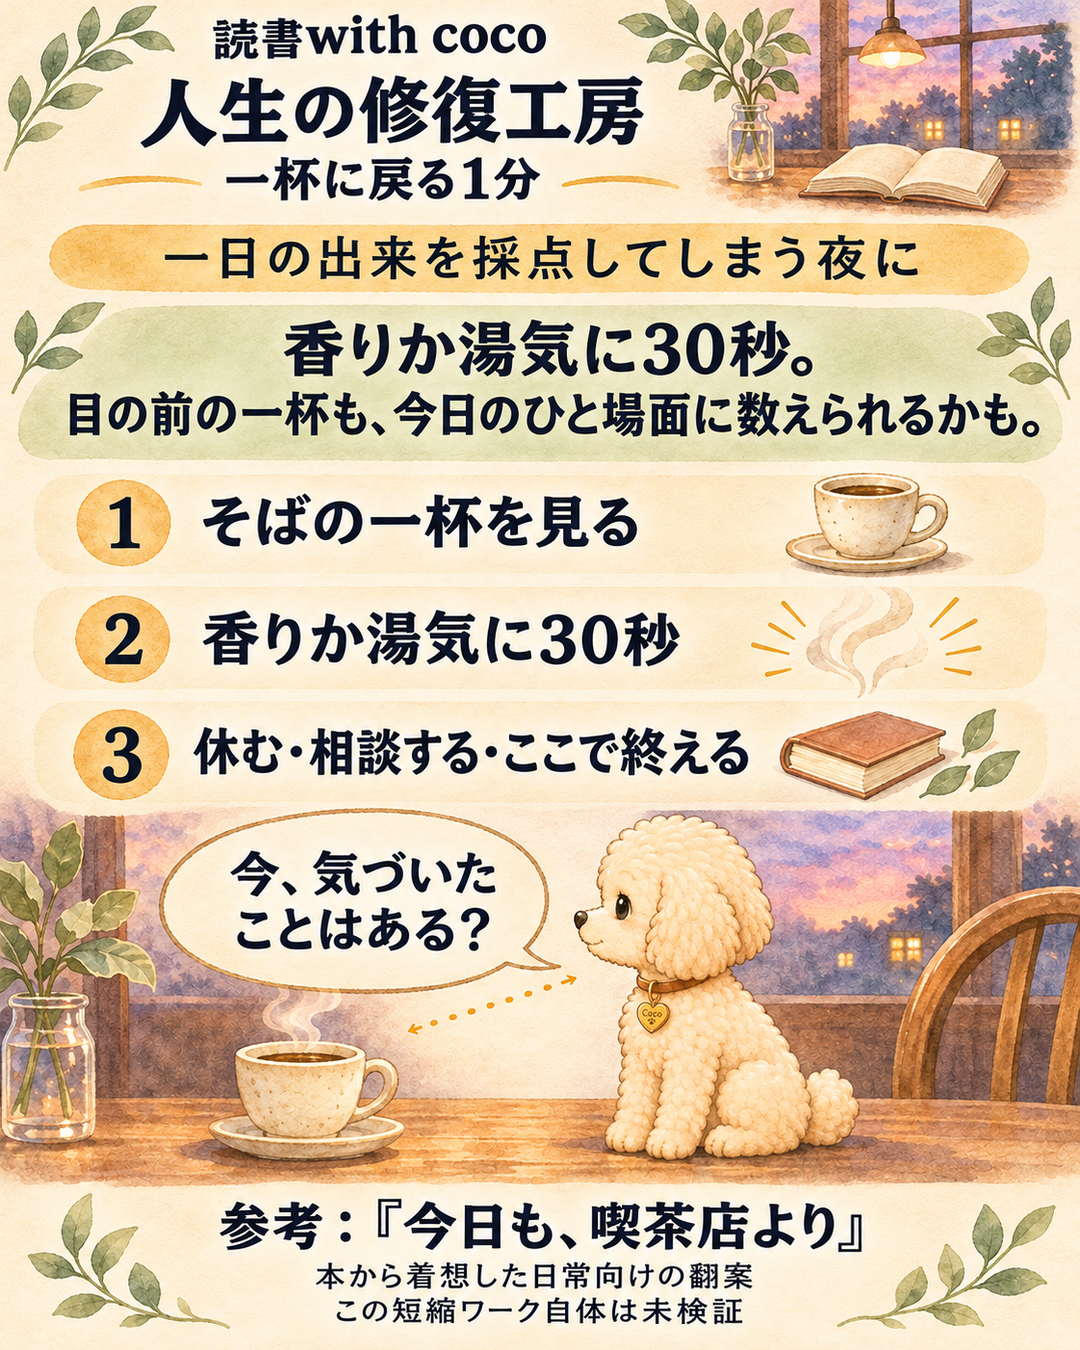 読書with coco
人生の修復工房
一杯に戻る1分
一日の出来を採点してしまう夜に
香りか湯気に30秒。
目の前の一杯も、今日のひと場面に数えられるかも。
1 そばの一杯を見る
2 香りか湯気に30秒
3 休む・相談する・ここで終える
今、気づいた
ことはある?
Coco
参考:『今日も、喫茶店より』
本から着想した日常向けの翻案
この短縮ワーク自体は未検証